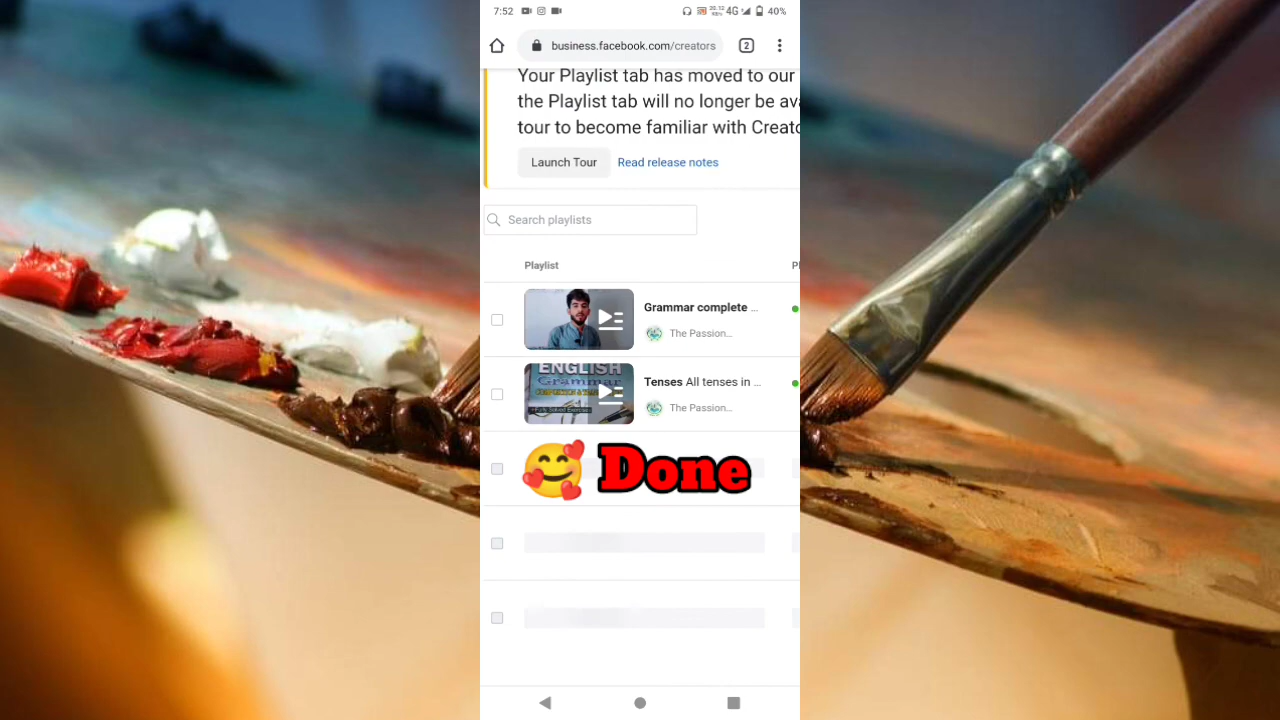 7:52
4G
40%
business.facebook.com/creators
2
Your Playlist tab has moved to our
the Playlist tab will no longer be av
tour to become familiar with Creato
Launch Tour
Read release notes
Search playlists
Playlist
Pl
Grammar complete ...
The Passion...
ENGLISH
Grammar
Tenses All tenses in ...
The Passion...
Done